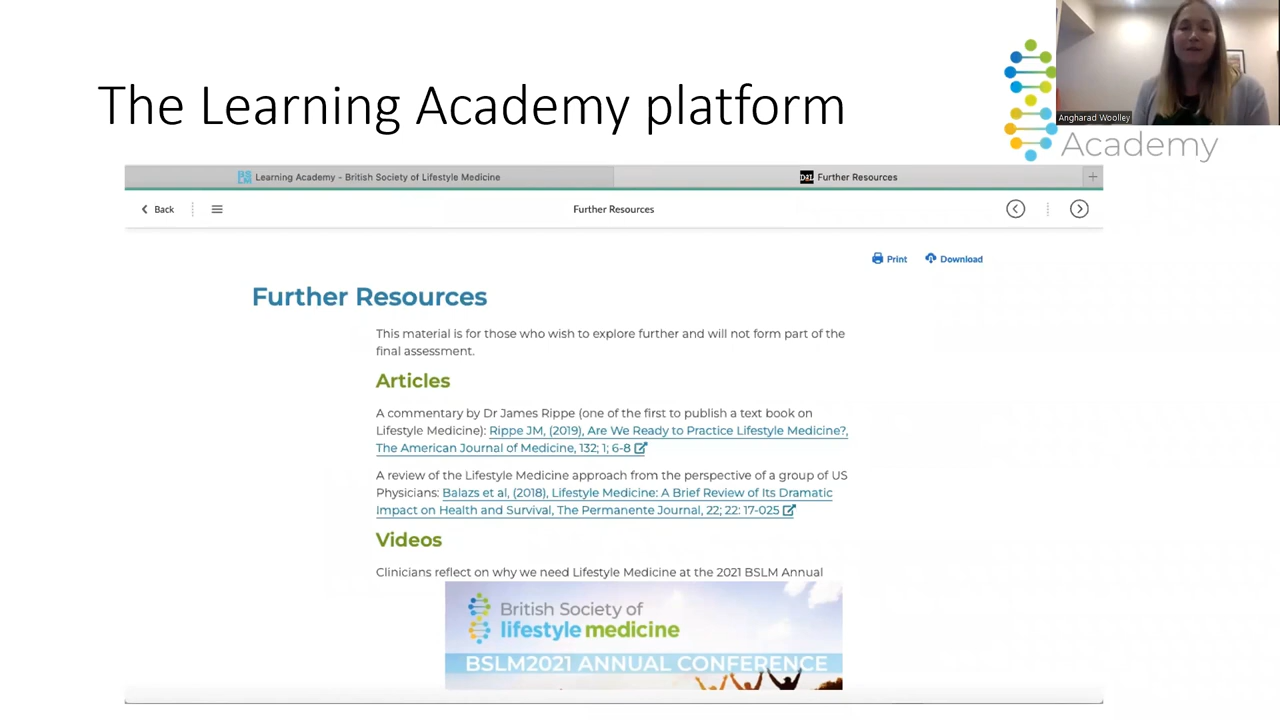 The Learning Academy platform
Angharad Woolley
Academy
Learning Academy - British Society of Lifestyle Medicine
D2L
Further Resources
+
Back
Further Resources
Print
Download
Further Resources
This material is for those who wish to explore further and will not form part of the
final assessment.
Articles
A commentary by Dr James Rippe (one of the first to publish a text book on
Lifestyle Medicine): Rippe JM, (2019), Are We Ready to Practice Lifestyle Medicine?,
The American Journal of Medicine, 132; 1; 6-8
A review of the Lifestyle Medicine approach from the perspective of a group of US
Physicians: Balazs et al, (2018), Lifestyle Medicine: A Brief Review of Its Dramatic
Impact on Health and Survival, The Permanente Journal, 22; 22: 17-025
Videos
Clinicians reflect on why we need Lifestyle Medicine at the 2021 BSLM Annual
British Society of
lifestyle medicine
BSLM2021 ANNUAL CONFERENCE